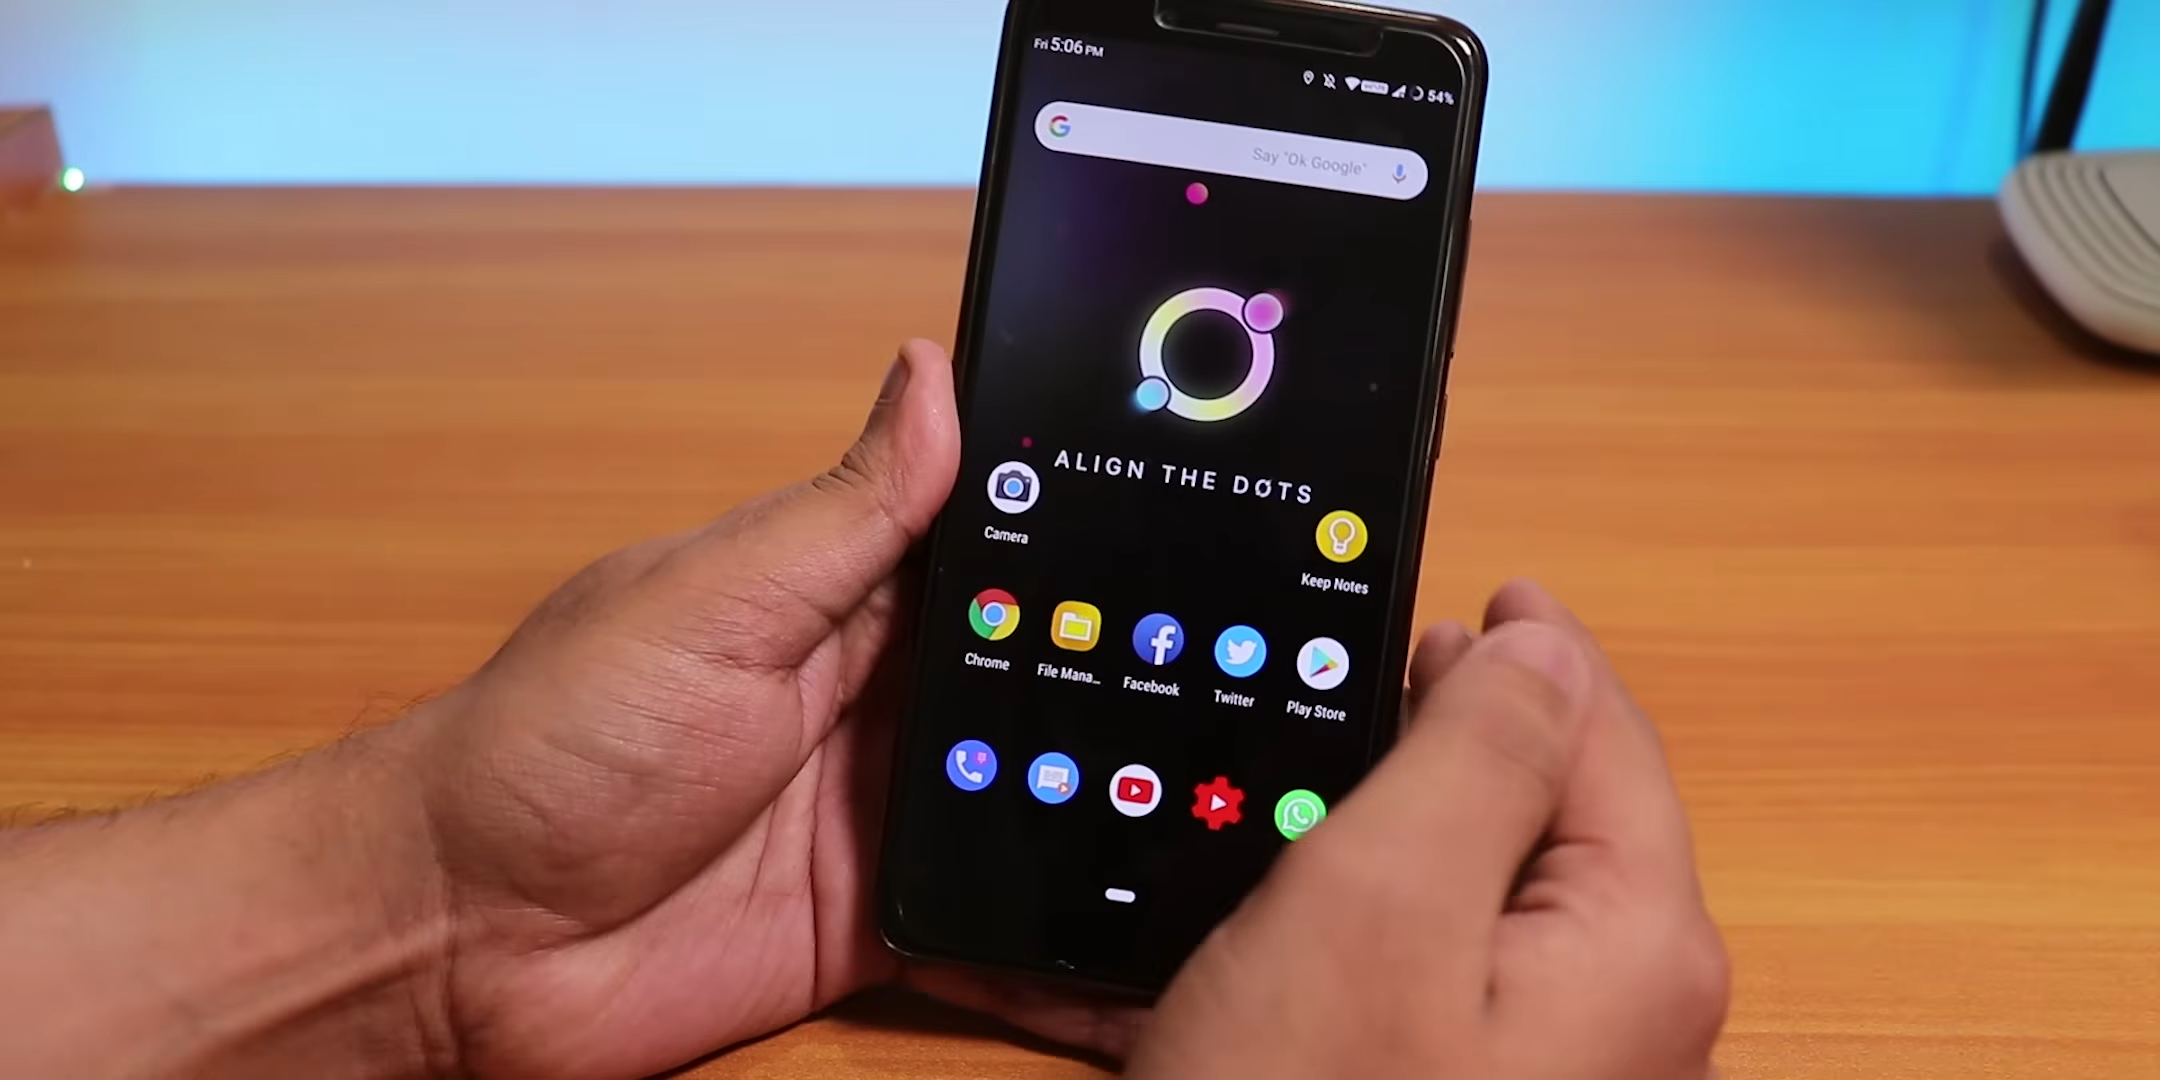 Fri 5:06 PM
54%
Say "Ok Google"
ALIGN THE DOTS
Camera
Keep Notes
Chrome
File Mana...
Facebook
Twitter
Play Store